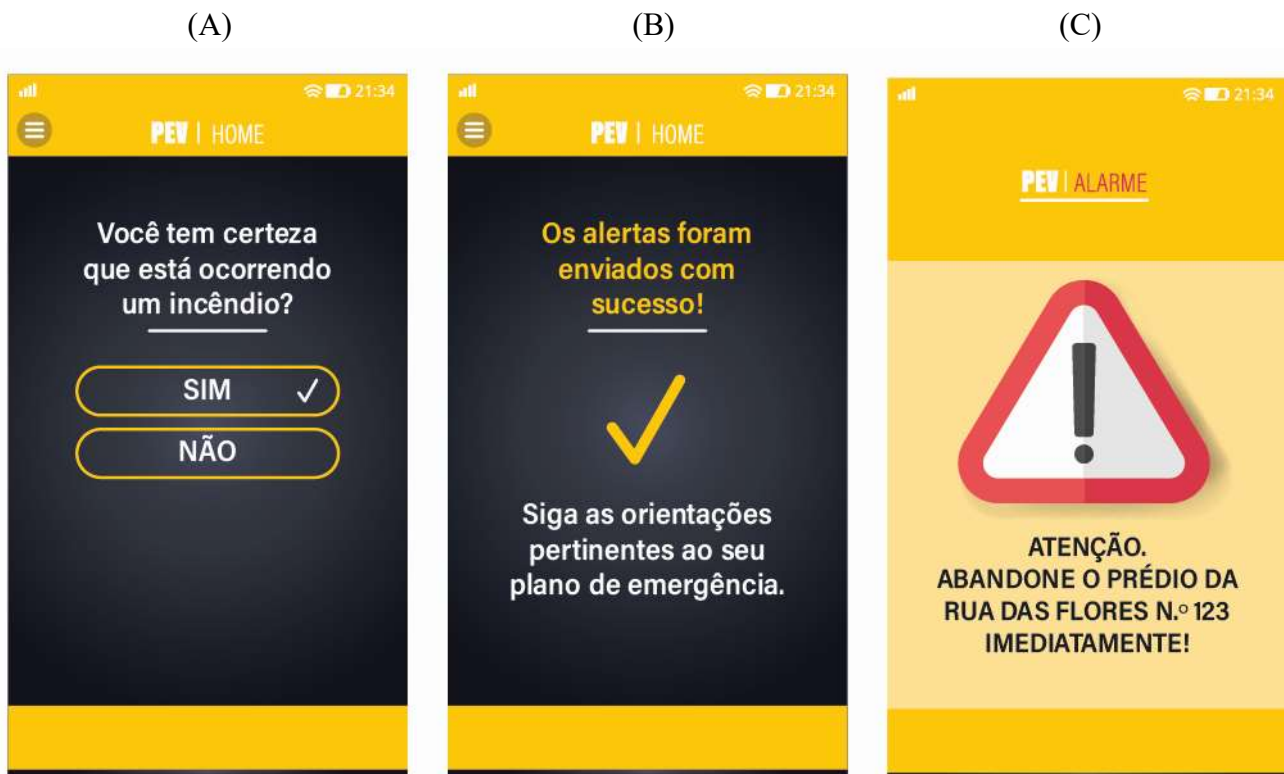 (A)
(B)
(C)
21:34
PEV | HOME
Você tem certeza
que está ocorrendo
um incêndio?
SIM
NÃO
21:34
PEV | HOME
Os alertas foram
enviados com
sucesso!
Siga as orientações
pertinentes ao seu
plano de emergência.
21:34
PEV | ALARME
ATENÇÃO.
ABANDONE O PRÉDIO DA
RUA DAS FLORES N.º 123
IMEDIATAMENTE!